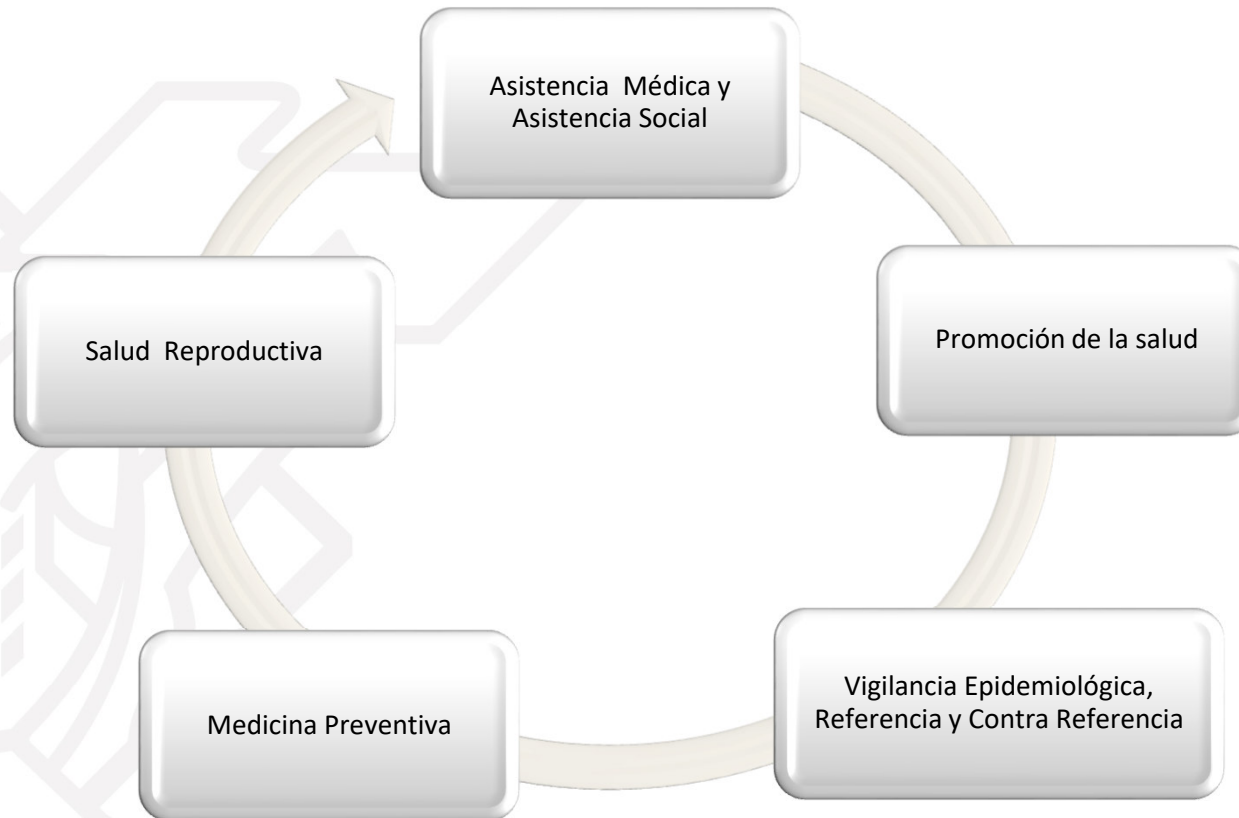 Asistencia Médica y
Asistencia Social
Promoción de la salud
Vigilancia Epidemiológica,
Referencia y Contra Referencia
Medicina Preventiva
Salud Reproductiva